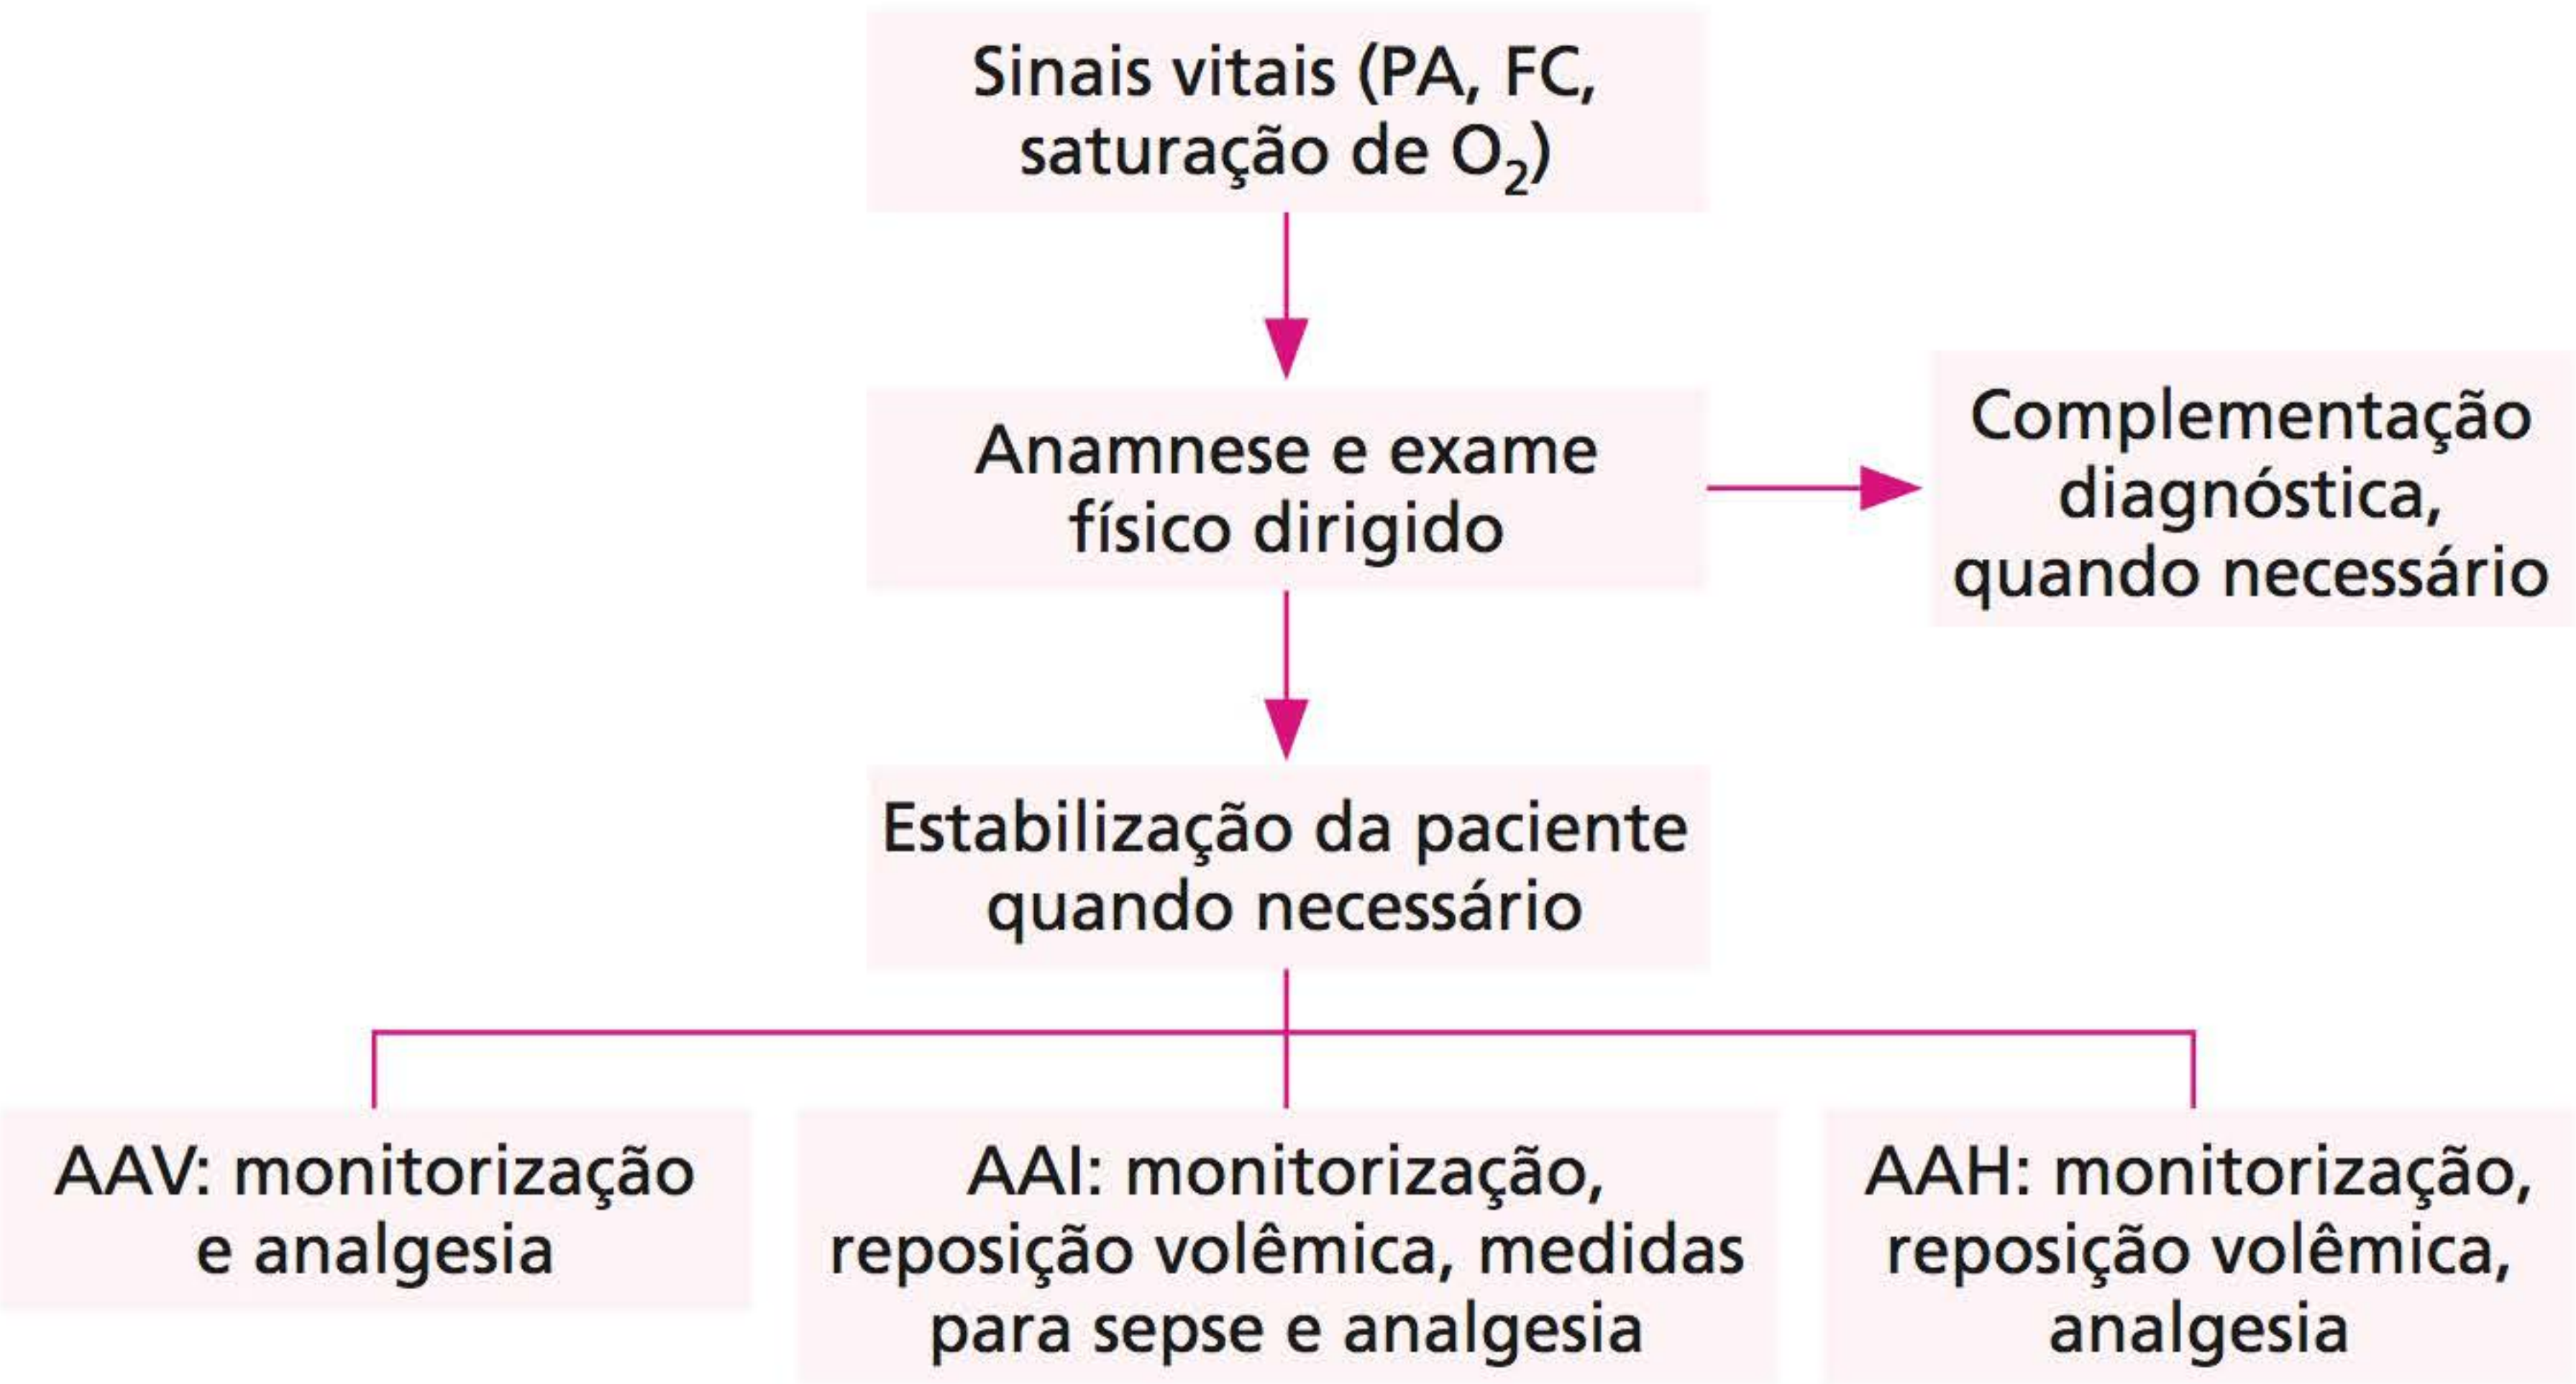 Sinais vitais (PA, FC,
saturação de O₂)
Anamnese e exame
físico dirigido
Complementação
diagnóstica,
quando necessário
Estabilização da paciente
quando necessário
AAV: monitorização
e analgesia
AAI: monitorização,
reposição volêmica, medidas
para sepse e analgesia
AAH: monitorização,
reposição volêmica,
analgesia